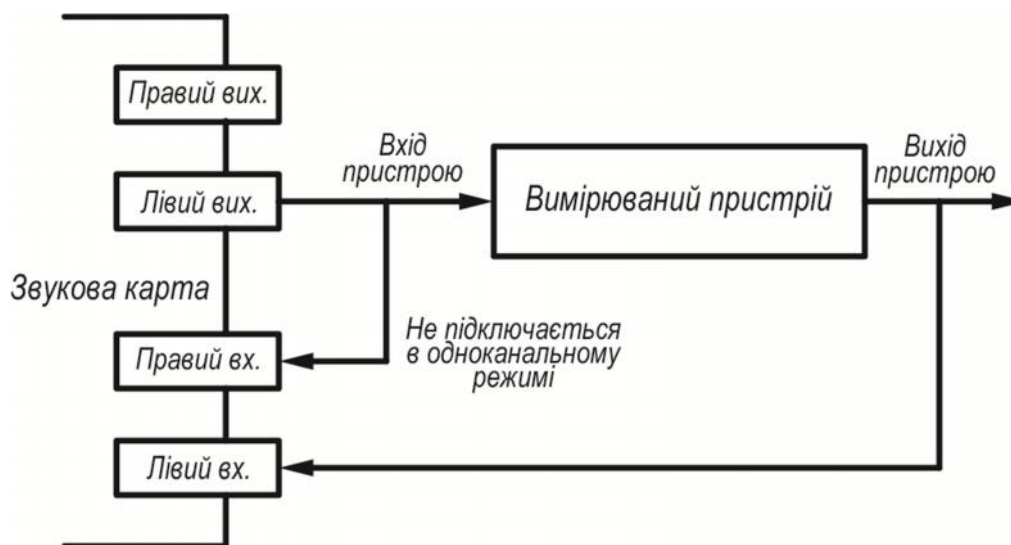 Правий вих.
Вхід
пристрою
Вихід
пристрою
Лівий вих.
Вимірюваний пристрій
Звукова карта
Не підключається
в одноканальному
режимі
Правий вх.
Лівий вх.